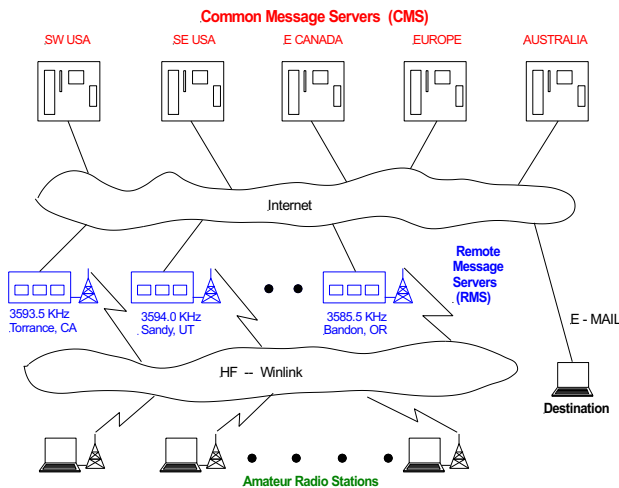 Common Message Servers (CMS)
SW USA
SE USA
E CANADA
EUROPE
AUSTRALIA
Internet
Remote
Message
Servers
(RMS)
3593.5 KHz
Torrance, CA
3594.0 KHz
Sandy, UT
3585.5 KHz
Bandon, OR
E - MAIL
HF -- Winlink
Destination
Amateur Radio Stations